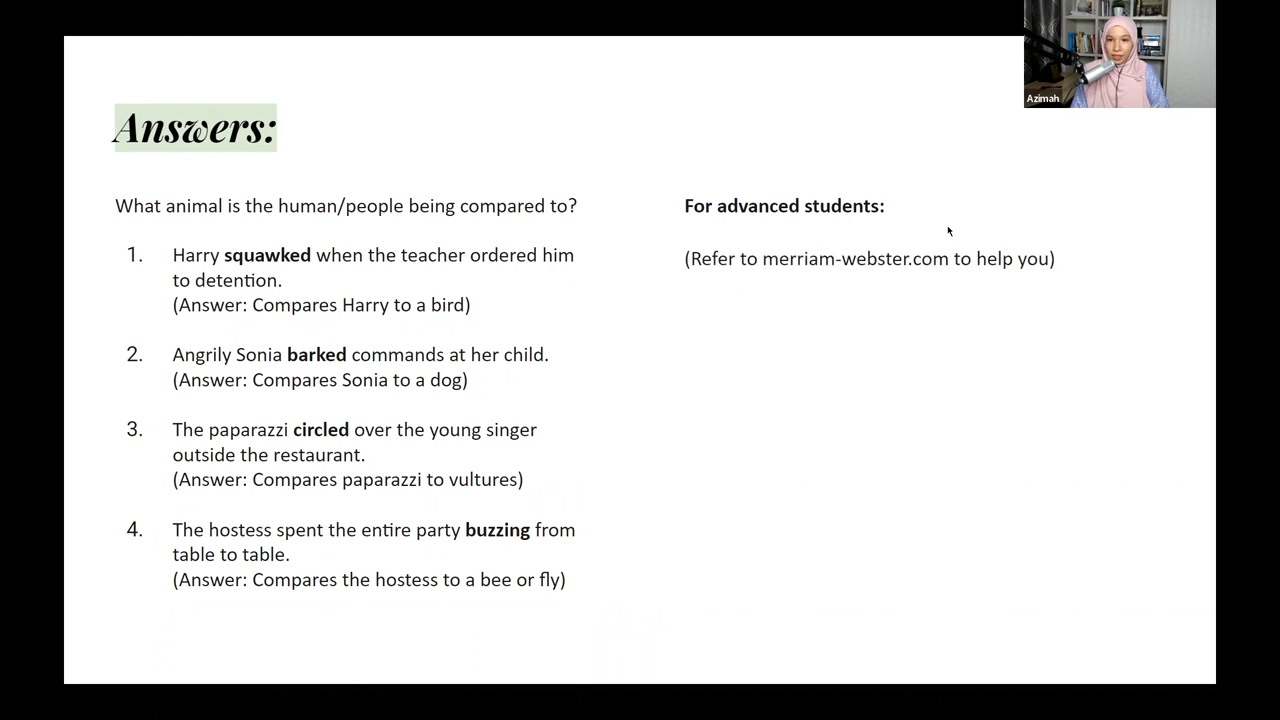 Azimah
Answers:
What animal is the human/people being compared to?
1. Harry squawked when the teacher ordered him
to detention.
(Answer: Compares Harry to a bird)
2. Angrily Sonia barked commands at her child.
(Answer: Compares Sonia to a dog)
3. The paparazzi circled over the young singer
outside the restaurant.
(Answer: Compares paparazzi to vultures)
4. The hostess spent the entire party buzzing from
table to table.
(Answer: Compares the hostess to a bee or fly)
For advanced students:
(Refer to merriam-webster.com to help you)